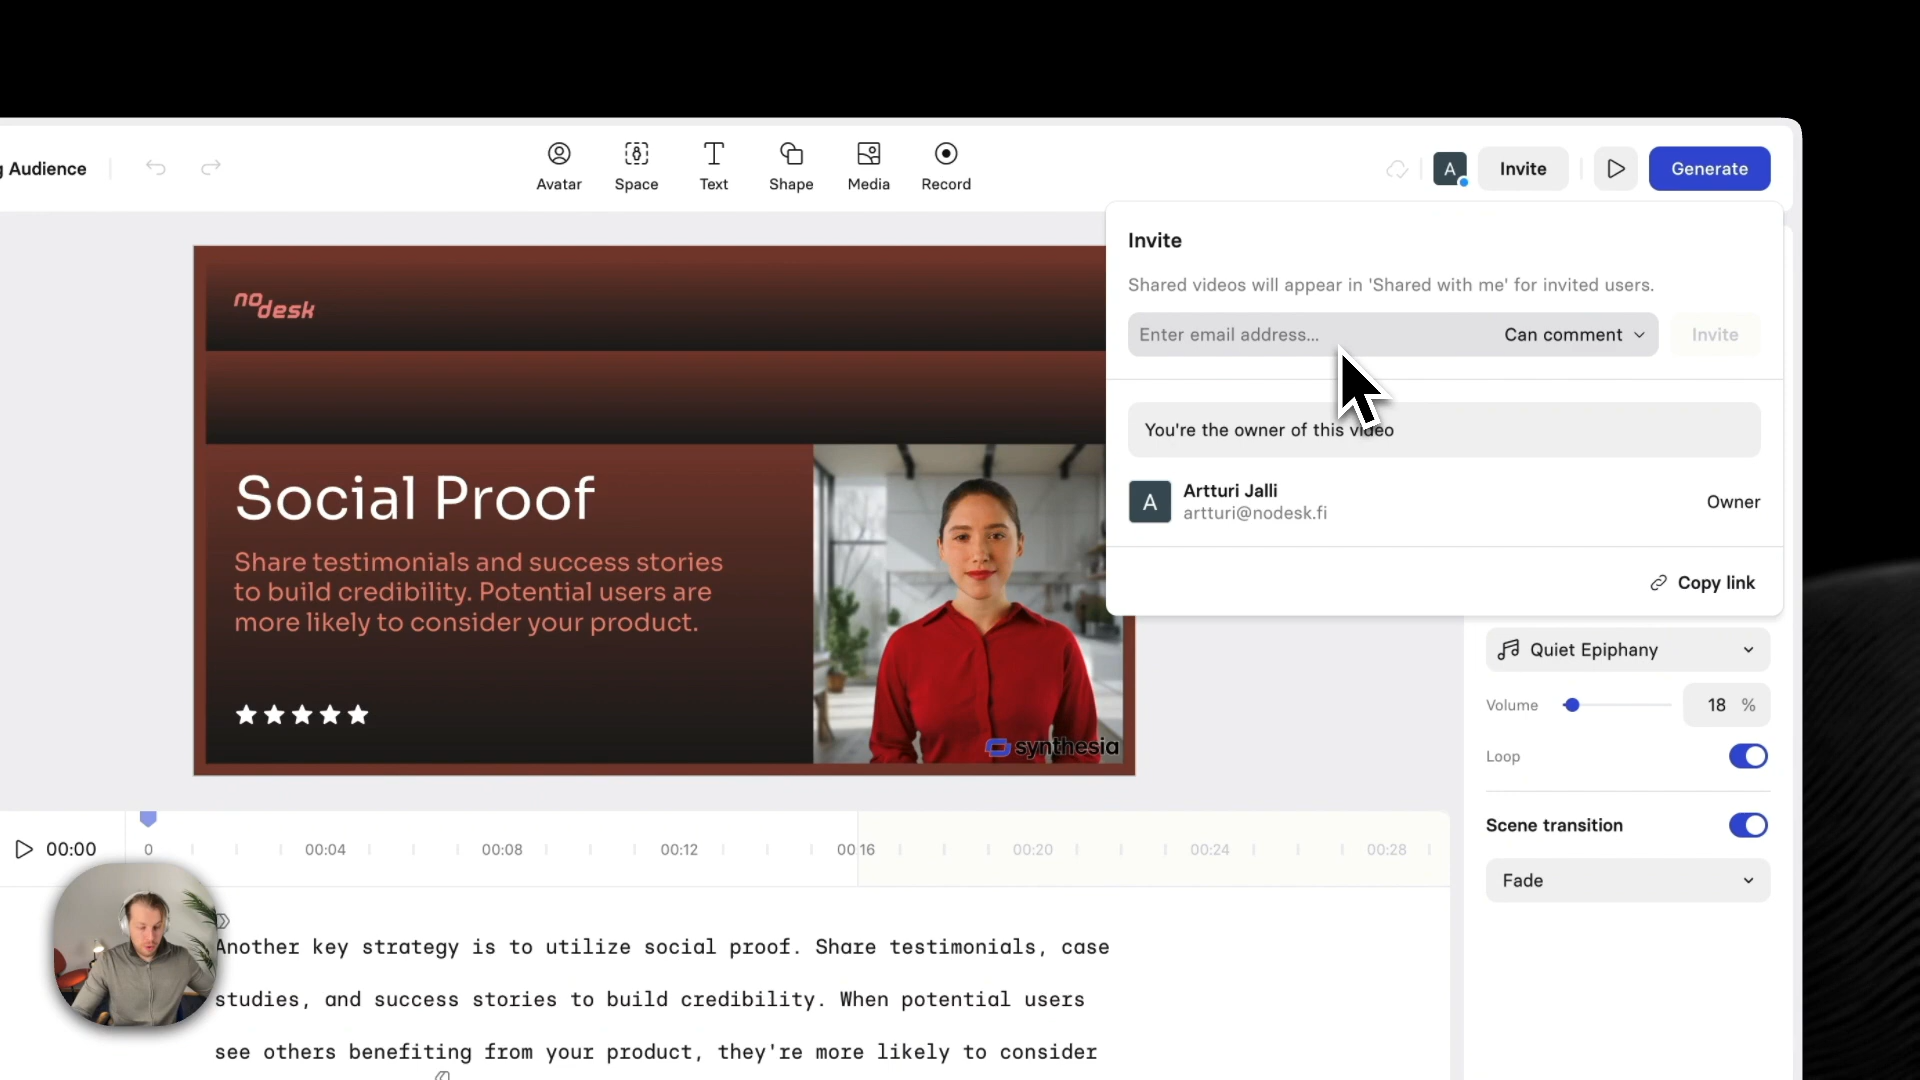 g Audience
Avatar
Space
Text
Shape
Media
Record
A
Invite
Generate
Invite
Shared videos will appear in 'Shared with me' for invited users.
Enter email address...
Can comment
Invite
You're the owner of this video
A
Artturi Jalli
artturi@nodesk.fi
Owner
Copy link
no
desk
Social Proof
Share testimonials and success stories
to build credibility. Potential users are
more likely to consider your product.
synthesia
Quiet Epiphany
Volume
18 %
Loop
Scene transition
Fade
00:00
0
00:04
00:08
00:12
00:16
00:20
00:24
00:28
Another key strategy is to utilize social proof. Share testimonials, case
studies, and success stories to build credibility. When potential users
see others benefiting from your product, they're more likely to consider